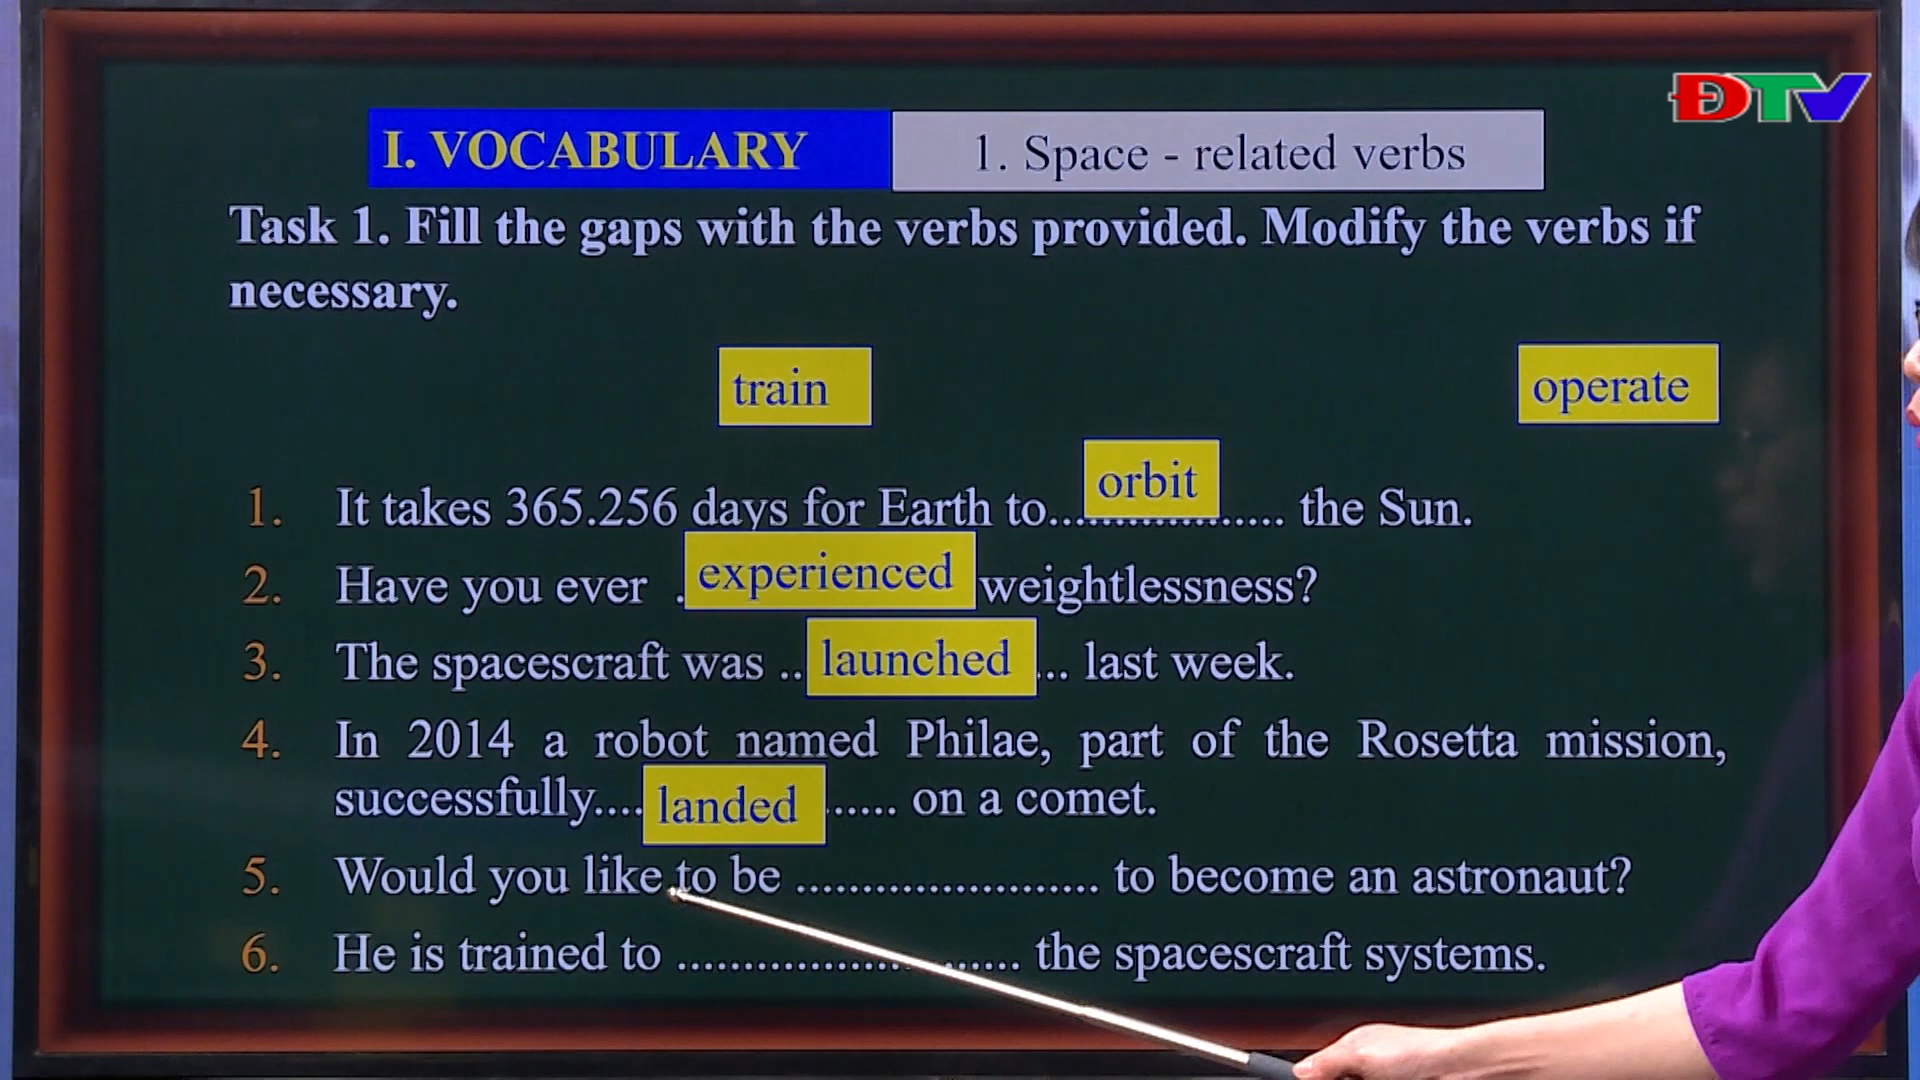 ĐTV
I. VOCABULARY 1. Space - related verbs
Task 1. Fill the gaps with the verbs provided. Modify the verbs if
necessary.
train operate
1. It takes 365.256 days for Earth to.. orbit ........ the Sun.
2. Have you ever . experienced weightlessness?
3. The spacescraft was .. launched ... last week.
4. In 2014 a robot named Philae, part of the Rosetta mission,
successfully.... landed ...... on a comet.
5. Would you like to be ....................... to become an astronaut?
6. He is trained to .......................... the spacescraft systems.